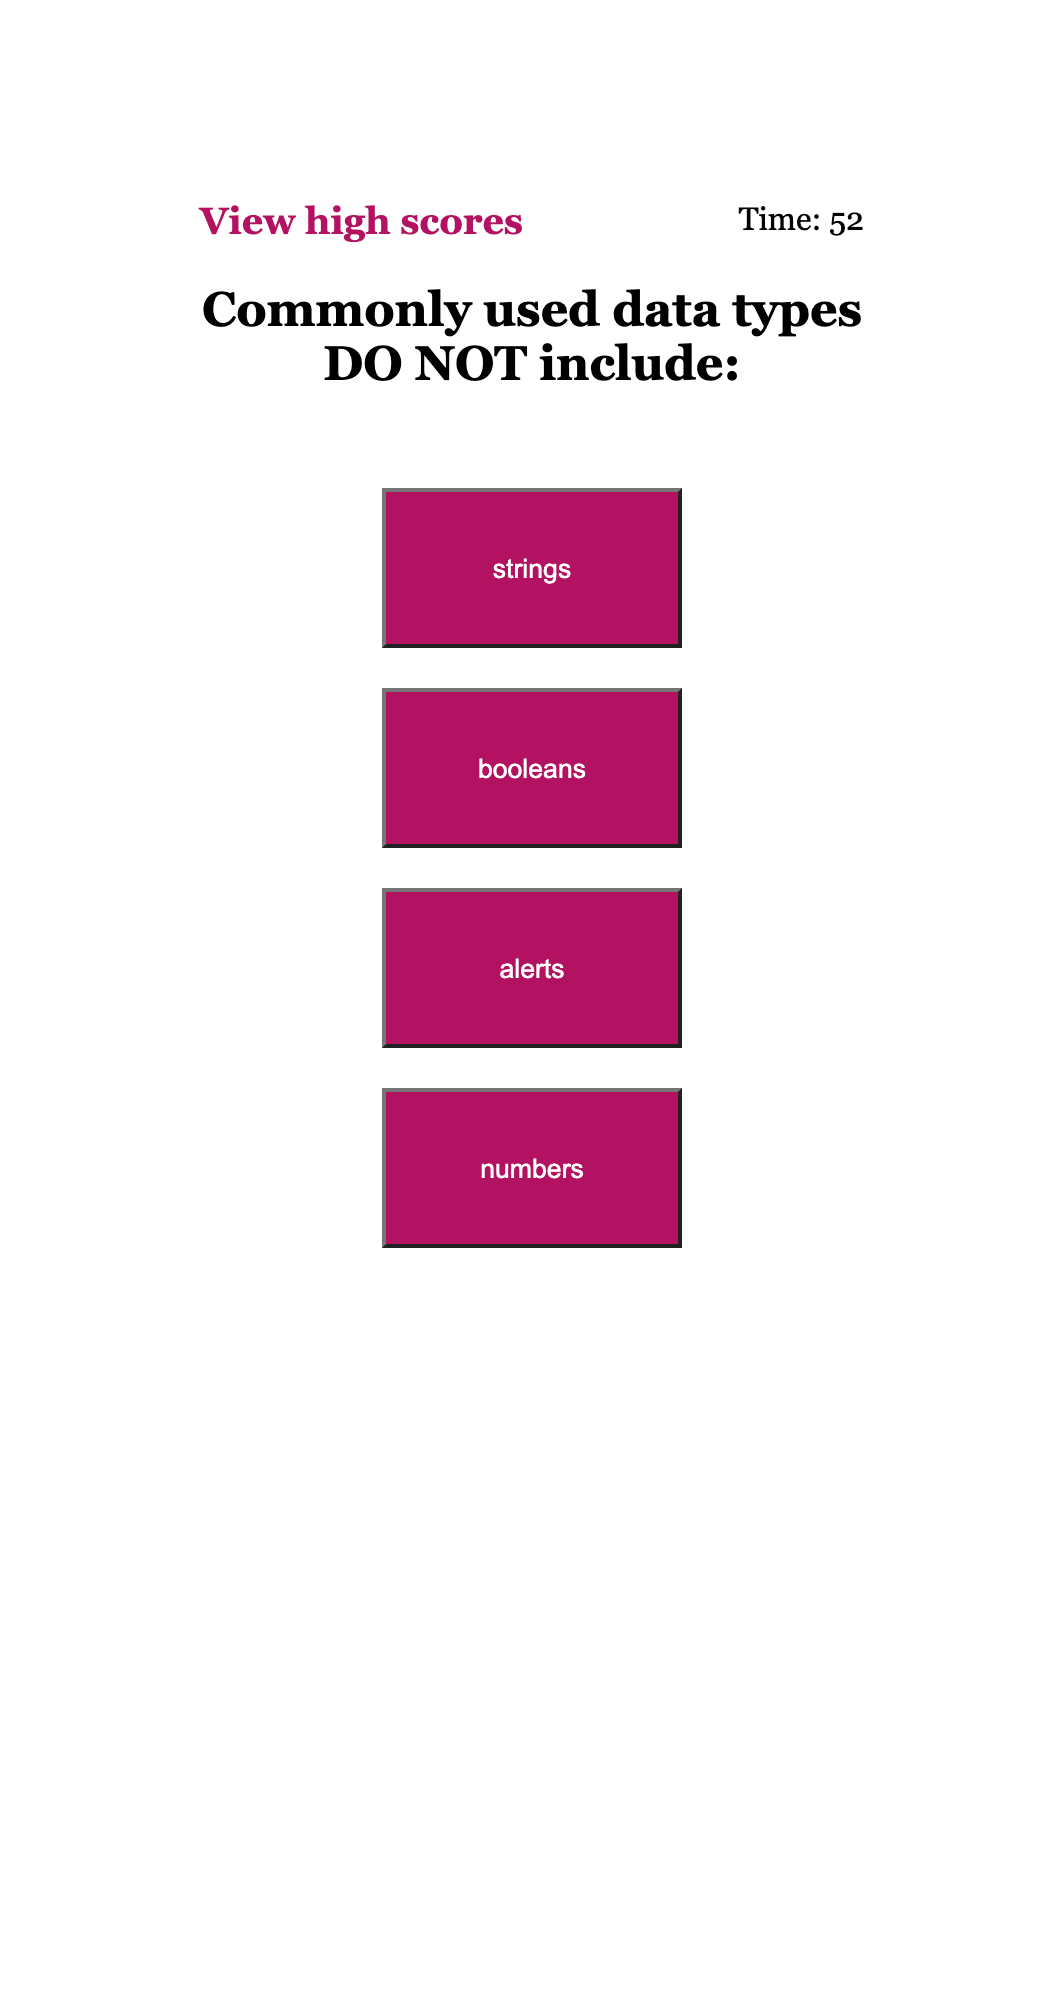 View high scores
Time: 52
Commonly used data types
DO NOT include:
strings
booleans
alerts
numbers